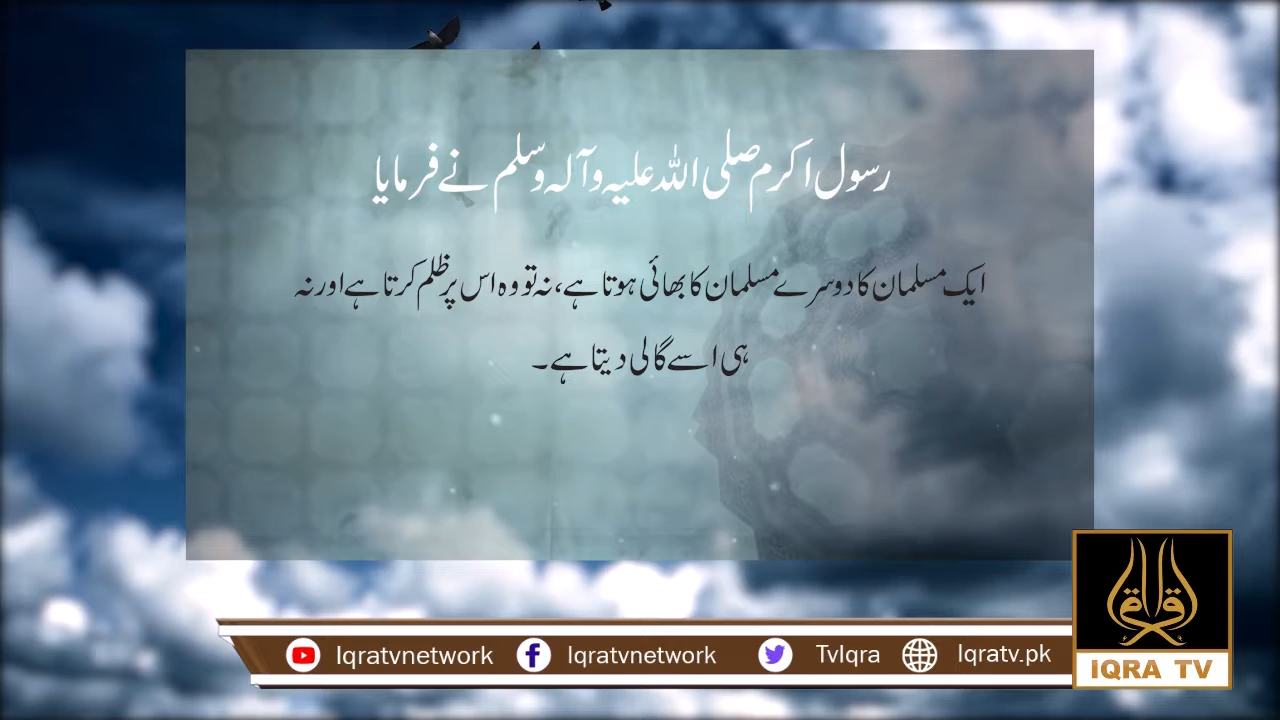 رسول اکرم صلی اللہ علیہ وآلہ وسلم نے فرمایا
ایک مسلمان کا دوسرے مسلمان کا بھائی ہوتا ہے، نہ تو وہ اس پر ظلم کرتا ہے اور نہ
ہی اسے گالی دیتا ہے۔
Iqratvnetwork Iqratvnetwork TvIqra Iqratv.pk
IQRA TV